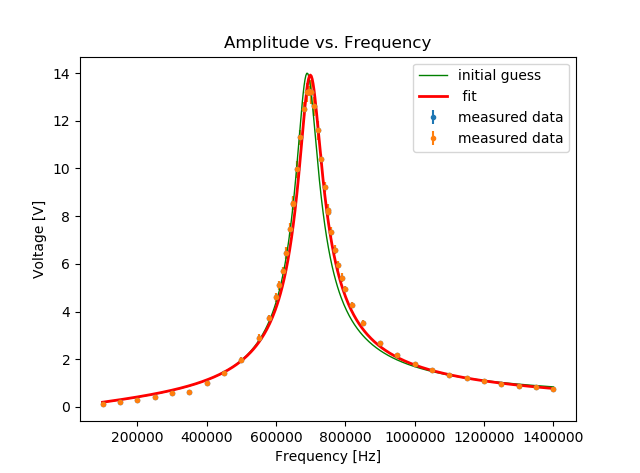 Amplitude vs. Frequency
initial guess
fit
measured data
measured data
Voltage [V]
14
12
10
8
6
4
2
0
200000 400000 600000 800000 1000000 1200000 1400000
Frequency [Hz]